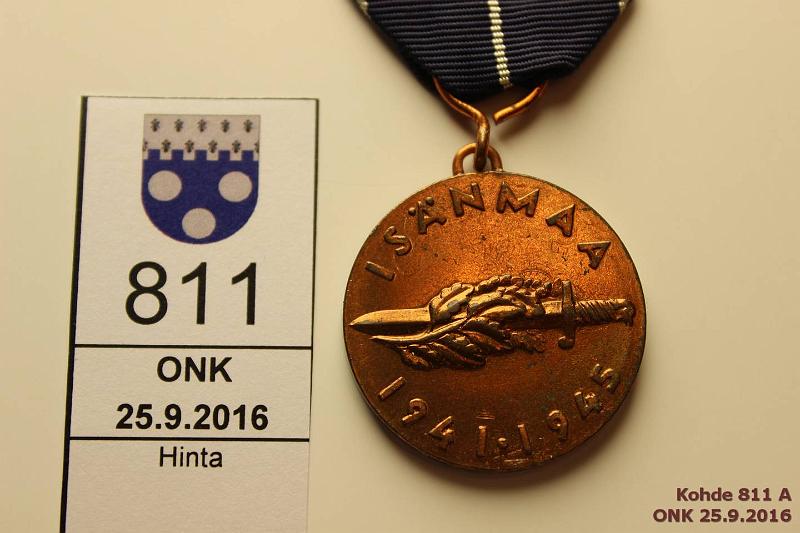 811
ONK
25.9.2016
Hinta
ISÄNMAA
1941·1945
Kohde 811 A
ONK 25.9.2016